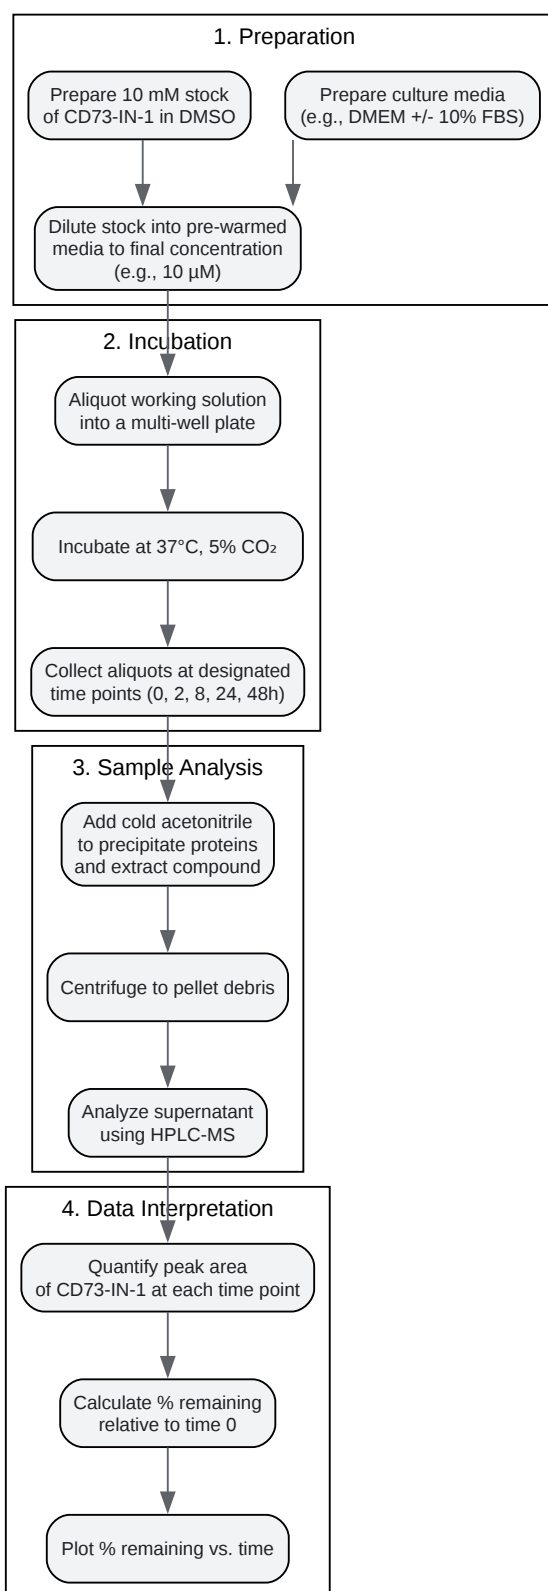 1. Preparation
Prepare 10 mM stock
of CD73-IN-1 in DMSO
Prepare culture media
(e.g., DMEM +/- 10% FBS)
Dilute stock into pre-warmed
media to final concentration
(e.g., 10 µM)
2. Incubation
Aliquot working solution
into a multi-well plate
Incubate at 37°C, 5% CO₂
Collect aliquots at designated
time points (0, 2, 8, 24, 48h)
3. Sample Analysis
Add cold acetonitrile
to precipitate proteins
and extract compound
Centrifuge to pellet debris
Analyze supernatant
using HPLC-MS
4. Data Interpretation
Quantify peak area
of CD73-IN-1 at each time point
Calculate % remaining
relative to time 0
Plot % remaining vs. time